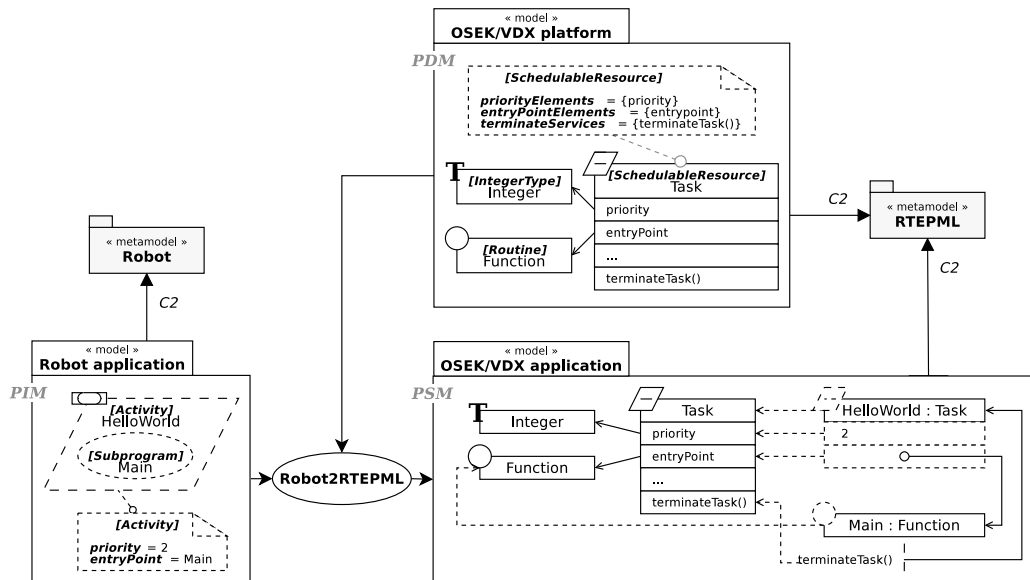 « model »
OSEK/VDX platform
PDM
[SchedulableResource]
priorityElements = {priority}
entryPointElements = {entrypoint}
terminateServices = {terminateTask()}
T
[IntegerType]
Integer
[SchedulableResource]
Task
priority
entryPoint
...
terminateTask()
[Routine]
Function
C2
« metamodel »
RTEPML
C2
« metamodel »
Robot
C2
« model »
Robot application
PIM
[Activity]
HelloWorld
[Subprogram]
Main
[Activity]
priority = 2
entryPoint = Main
Robot2RTEPML
« model »
OSEK/VDX application
PSM
T
Integer
Function
Task
priority
entryPoint
...
terminateTask()
HelloWorld : Task
2
Main : Function
terminateTask()